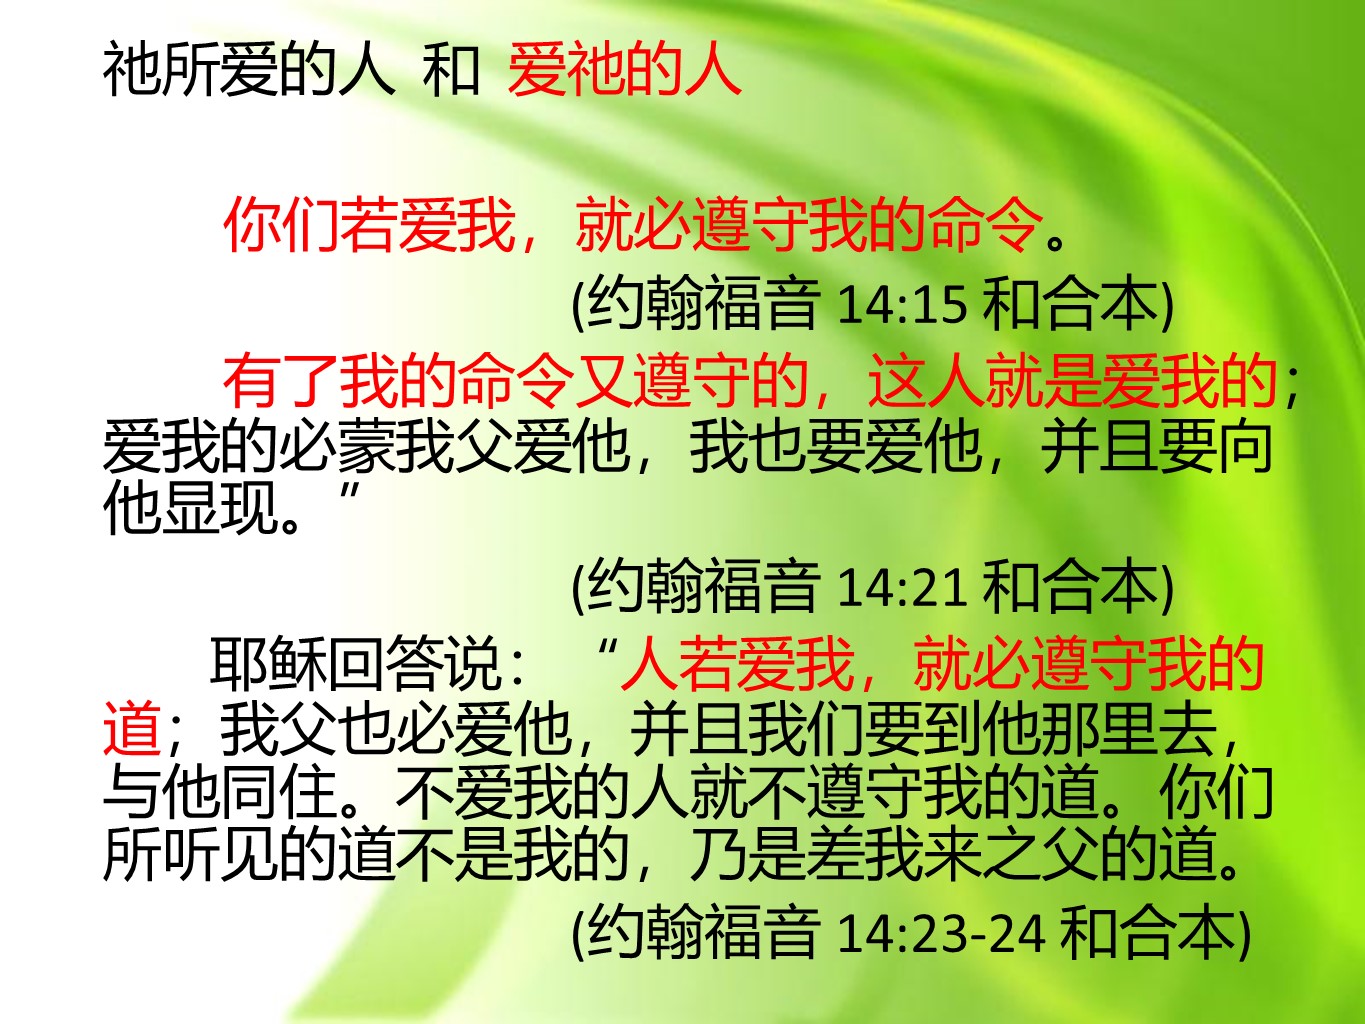 祂所爱的人 和 爱祂的人
你们若爱我，就必遵守我的命令。
(约翰福音 14:15 和合本)
有了我的命令又遵守的，这人就是爱我的；
爱我的必蒙我父爱他，我也要爱他，并且要向
他显现。”
(约翰福音 14:21 和合本)
耶稣回答说：“人若爱我，就必遵守我的
道；我父也必爱他，并且我们要到他那里去，
与他同住。不爱我的人就不遵守我的道。你们
所听见的道不是我的，乃是差我来之父的道。
(约翰福音 14:23-24 和合本)